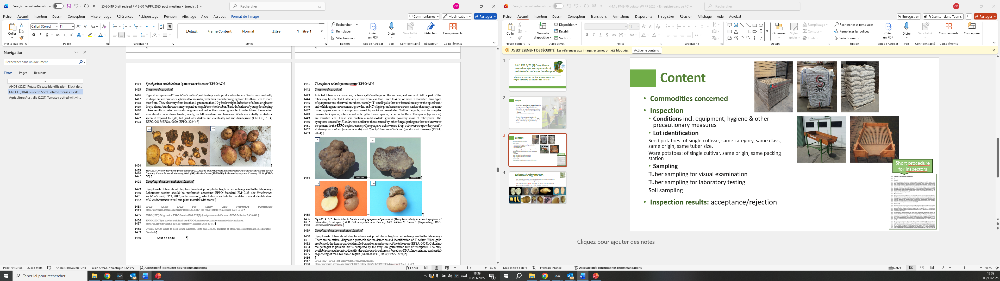 Enregistrement automatique
25-30419 Draft revised PM 3-70_WPPR 2025_post_meeting • Enregistré
Rechercher
CP
Fichier Accueil Insertion Dessin Conception Mise en page Références Publipostage Révision Affichage Aide Acrobat Format de l'image
Commentaires Modification Partager
Coller
Calibri (Corps) 11
Default Frame Contents Normal Titre 1 Titre 1
Rechercher
Remplacer
Sélectionner
Créer un PDF
Dicter
Sensibilité
Rédacteur
Compléments
Presse-papiers Police Paragraphe Styles Édition Adobe Acrobat Voix Confidentialité Rédacteur Compléments
Navigation
Rechercher dans un document
Titres Pages Résultats
AHDB (2022) Potato Disease Identification. Black do...
UNECE (2014) Guide to Seed Potato Diseases, Pests...
Agriculture Australia (2021) Tomato spotted wilt vir...
1414 Synchytrium·endobioticum·(potato·wart·disease)·(EPPO·A2)¶
1415 Symptom·description¶
1416 Typical symptoms of S. endobioticum are proliferating warts produced on tubers. Warts vary markedly
1417 in shape but are primarily spherical to irregular, with their diameter ranging from less than 1 cm to more
1418 than 8 cm. They also vary from less than 1 g to more than 50 g fresh weight. Infection of tubers originates
1419 in eye tissue, but the warts may expand to engulf the whole tuber. Early infection of young developing
1420 tubers results in distortions and sponginess and makes them unrecognisable. In older tubers, the infected
1421 eyes develop into characteristic, warty, cauliflower-like protuberances. Warts are initially whitish or
1422 green if exposed to light, but gradually darken and eventually rot and disintegrate (UNECE, 2014;
1423 EPPO, 2017; EFSA, 2020; EPPO, 2024). ¶
1424
1425 Fig A26. A. Newly harvested, potato tubers of cv. Duke of York with warts; note that some warts are already starting to rot.
1426 Courtesy: Central Science Laboratory, York (GB) - British Crown (EPPO GD). B. External symptoms. Courtesy: SASA (EPPO
1427 GD).¶
1428 Sampling, detection and identification¶
1429 Symptomatic tubers should be placed in a leak proof plastic bag/box before being sent to the laboratory.
1430 Laboratory testing should be performed according EPPO Standard PM 7/28 (2) Synchytrium
1431 endobioticum (EPPO, 2017, under revision), which describes tests for the detection and identification
1432 of S. endobioticum in soil and plant material with warts.¶
1433 EFSA (2020) EFSA Pest Survey Card. Synchytrium endobioticum.
1434 (accessed 2024-10-01)¶
1435 EPPO (2017) Diagnostics. EPPO Standard PM 7/28(2) Synchytrium endobioticum. EPPO Bulletin 47, 420-440.¶
1436 EPPO (2024) Synchytrium endobioticum. EPPO datasheets on pests recommended for regulation.
1437 https://gd.eppo.int/taxon/SYNCEN/datasheet (accessed 2024-10-01)¶
1438 UNECE (2014) Guide to Seed Potato Diseases, Pests and Defects, available at https://unece.org/trade/wp7/SeedPotatoes-
1439 Standards¶
1440 Saut de page¶
1441 Thecaphora·solani·(potato·smut)·(EPPO·A1)¶
1442 Symptom·description¶
1443 Infected tubers are misshapen, or have galls/swellings on the surface, and are hard. All or part of the
1444 tuber may be infected. Galls vary in size from less than 1 mm to 4 cm or more in diameter. Two types
1445 of symptoms are observed on tubers, namely (1) small galls that are formed mostly at the apical end,
1446 and which appear as secondary growths, and (2) slight protuberances on the surface that may, in some
1447 cases, appear similar to symptoms caused by root-knot nematodes. Within the galls, oval to irregular
1448 brown-black specks, interspersed with lighter brown specks, occur in the flesh. The specks (spore sori)
1449 are variable size. These sori contain a reddish-dark, granular powdery mass of teliospores. The
1450 symptoms caused by T. solani are similar to those caused by other fungal pathogens that are known to
1451 be present in the EPPO region, namely Spongospora subterranea f. sp. subterranea (powdery scab),
1452 Actinomyces scabies (common scab) and Synchytrium endobioticum (potato wart disease) (EFSA,
1453 2024).¶
1454
5356848 5356849
1455
1456 Fig A27. A. & B. Potato tuber in Bolivia showing symptoms of potato smut (Thecaphora solani), A. external symptoms of
1457 deformation, B. cut open. C & D. Gall on a potato tuber. Courtesy A&B: William M. Brown Jr. (Bugwood.org). C&D:
1458 International Potato Center.¶
1459 Sampling, detection and identification¶
1460 Symptomatic tubers should be placed in a leak proof plastic bag/box before being sent to the laboratory.
1461 There are no official diagnostic protocols for the detection and identification of T. solani. When galls
1462 are formed, the fungus can be identified based on morphology of the teliospore (EFSA, 2024). Culturing
1463 the pathogen is possible but is hampered by the very low germination rate of teliospores. The only
1464 available molecular test to identify the pathogen in cultures is based on DNA fingerprinting and partial
1465 sequencing of the LSU rDNA region (Andrade et al., 2004; EFSA, 2024).¶
1466 ¶
1467 EFSA (2024) EFSA Pest Survey Card. Thecaphora solani.
1468 (accessed 2024-10-01)¶
Page 79 sur 86 27535 mots Anglais (Royaume-Uni) Saisie semi-automatique : activée Accessibilité : consultez nos recommandations Focus 80 %
Taper ici pour rechercher
18:39
03/11/2025
Enregistrement automatique
4.4.1b PM3-70 potato_WPPR 2025 • Enregistré dans ce PC
Rechercher
CP
Fichier Accueil Insertion Dessin Conception Transitions Animations Diaporama Enregistrer Révision Affichage Aide Acrobat
Enregistrer Présenter dans Teams Partager
Coller
Nouvelle diapositive
Disposition
Rétablir
Section
18
Organiser
Styles rapides
Remplissage
Contour
Effets
Rechercher et remplacer
Remplacer les polices
Sélectionner
Créer un PDF
Dicter
Sensibilité
Compléments
Concepteur
Presse-papiers Diapositives Police Paragraphe Dessin Édition Adobe Acrobat Voix Confidentialité Compléments
AVERTISSEMENT DE SÉCURITÉ Les références aux images externes ont été bloquées Activer le contenu
1
4.4.1 PM 3/70 (2) Compliance
procedures for consignments of
potato tubers at export and import
Standard revised by the EPPO Panel on
Phytosanitary Measures for Potato
2
Scope
3
Content
4
Acknowledgements
Content
• Commodities concerned
• Inspection
• Conditions incl. equipment, hygiene & other
precautionary measures
• Lot identification
Seed potatoes: of single cultivar, same category, same class,
same origin, same tuber size.
Ware potatoes: of single cultivar, same origin, same packing
station
• Sampling
Tuber sampling for visual examination
Tuber sampling for laboratory testing
Soil sampling
• Inspection results: acceptance/rejection
Short procedure
for inspectors
Cliquez pour ajouter des notes
Diapositive 3 de 4 Français (France) Accessibilité : consultez nos recommandations Notes 93 %
18:39
03/11/2025